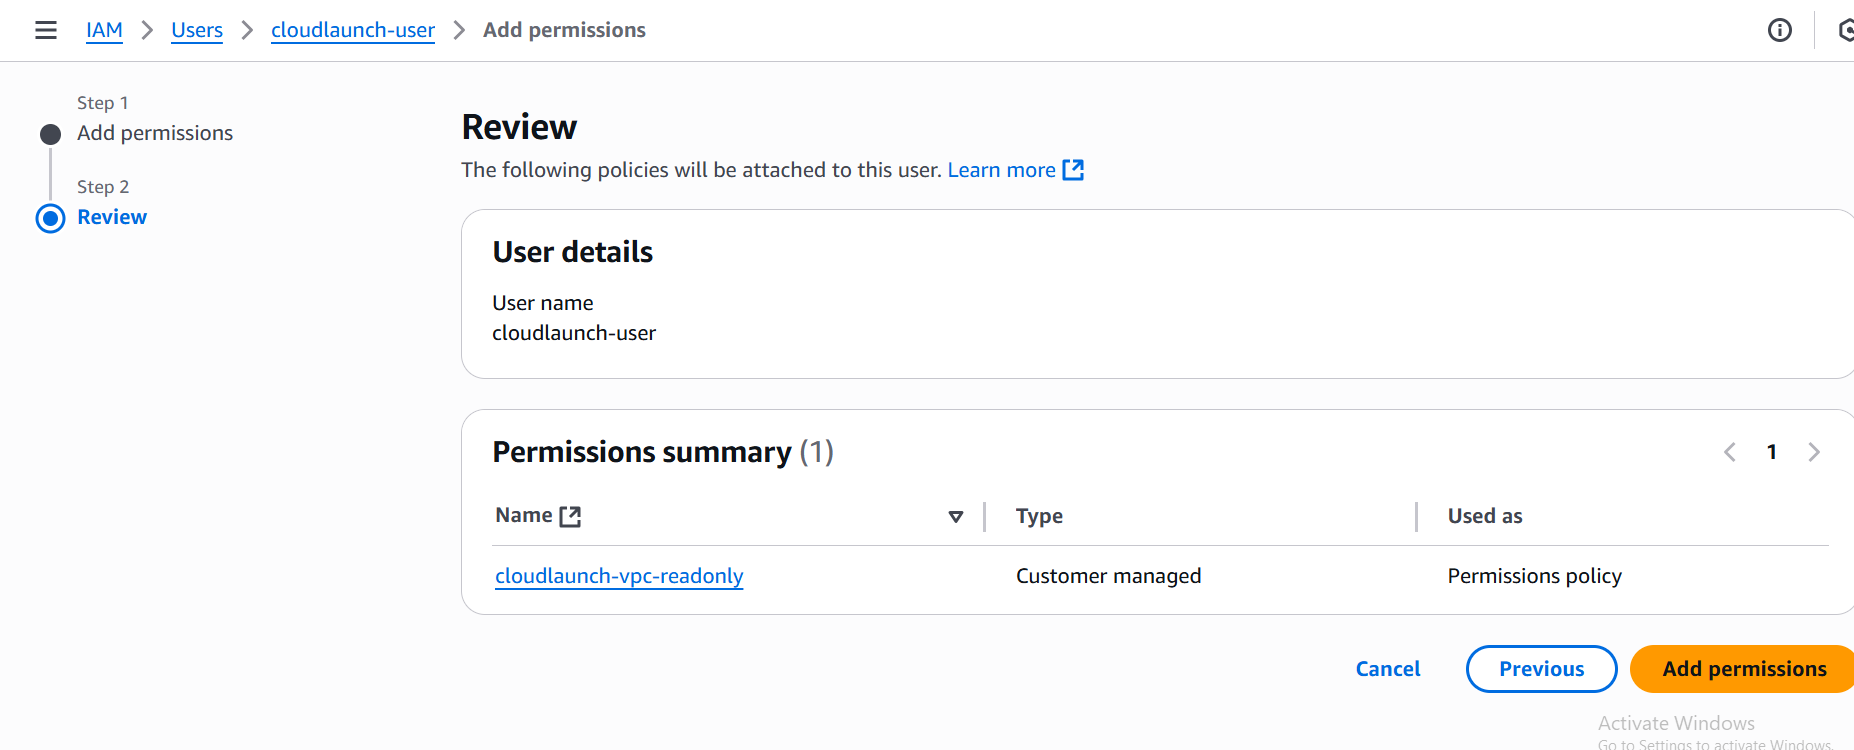 IAM > Users > cloudlaunch-user > Add permissions
Step 1
Add permissions
Step 2
Review
Review
The following policies will be attached to this user. Learn more
User details
User name
cloudlaunch-user
Permissions summary (1)
1
Name Type Used as
cloudlaunch-vpc-readonly Customer managed Permissions policy
Cancel Previous Add permissions
Activate Windows
Go to Settings to activate Windows.